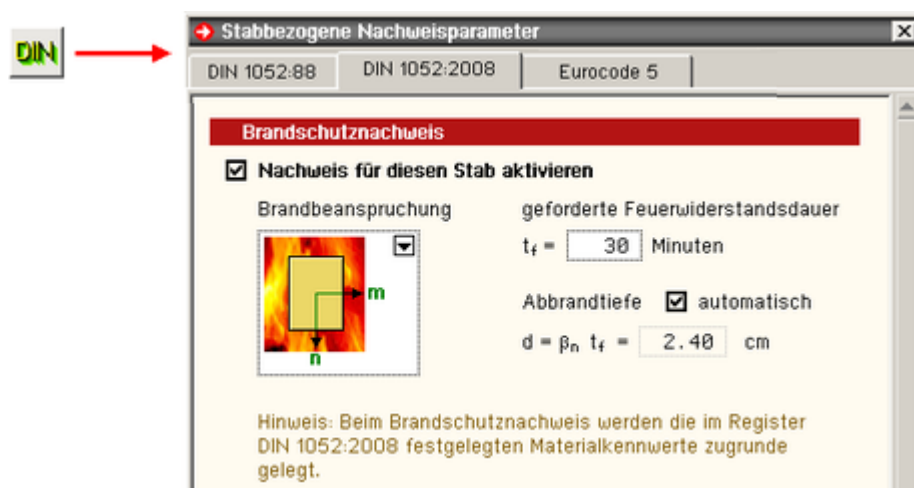 DIN
Stabbezogene Nachweisparameter
DIN 1052:88
DIN 1052:2008
Eurocode 5
Brandschutznachweis
Nachweis für diesen Stab aktivieren
Brandbeanspruchung
geforderte Feuerwiderstandsdauer
tf = 30 Minuten
m
n
Abbrandtiefe automatisch
d = βn tf = 2.40 cm
Hinweis: Beim Brandschutznachweis werden die im Register
DIN 1052:2008 festgelegten Materialkennwerte zugrunde
gelegt.